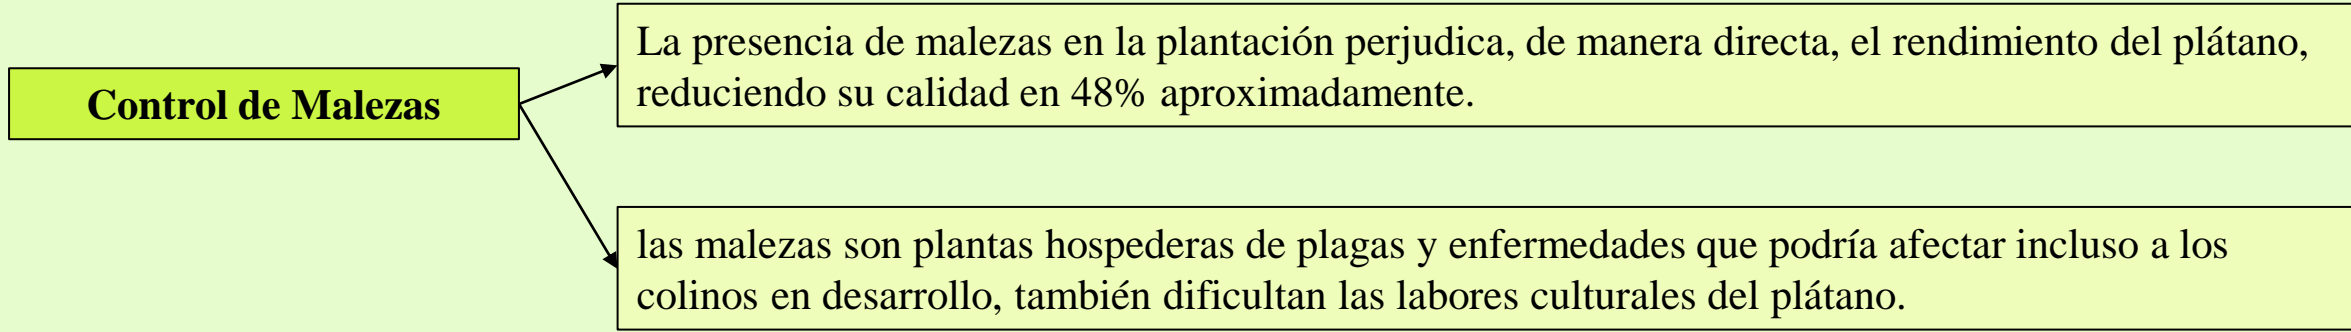 Control de Malezas
La presencia de malezas en la plantación perjudica, de manera directa, el rendimiento del plátano,
reduciendo su calidad en 48% aproximadamente.
las malezas son plantas hospederas de plagas y enfermedades que podría afectar incluso a los
colinos en desarrollo, también dificultan las labores culturales del plátano.